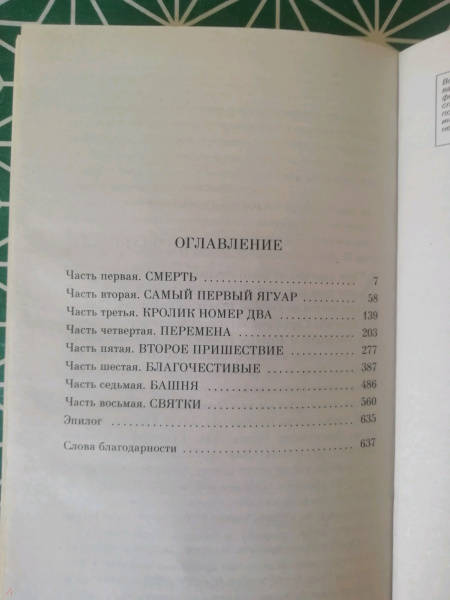 ОГЛАВЛЕНИЕ
Часть первая. СМЕРТЬ ........................ 7
Часть вторая. САМЫЙ ПЕРВЫЙ ЯГУАР ........... 58
Часть третья. КРОЛИК НОМЕР ДВА ............. 139
Часть четвертая. ПЕРЕМЕНА .................. 203
Часть пятая. ВТОРОЕ ПРИШЕСТВИЕ ............. 277
Часть шестая. БЛАГОЧЕСТИВЫЕ ................ 387
Часть седьмая. БАШНЯ ....................... 486
Часть восьмая. СВЯТКИ ...................... 560
Эпилог ..................................... 635
Слова благодарности ........................ 637